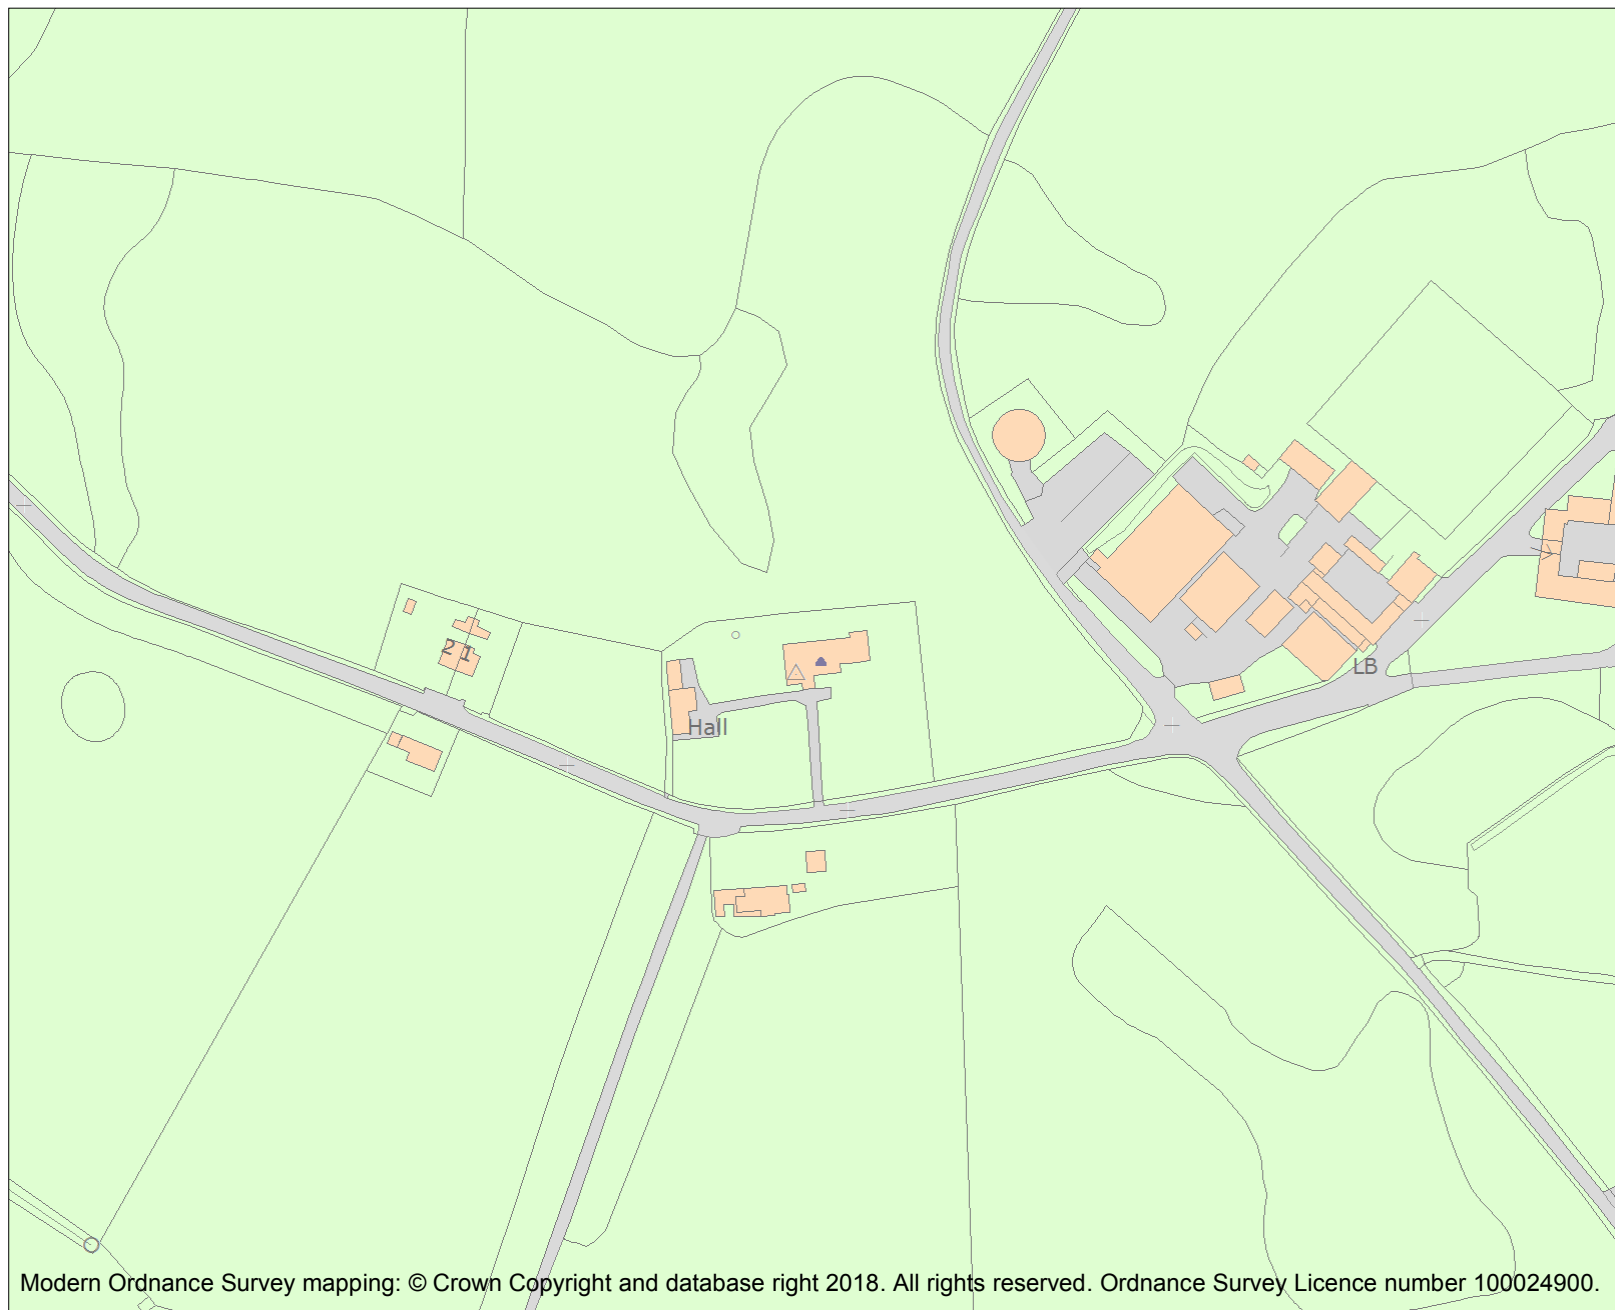 2 1
Hall
LB
Modern Ordnance Survey mapping: © Crown Copyright and database right 2018. All rights reserved. Ordnance Survey Licence number 100024900.